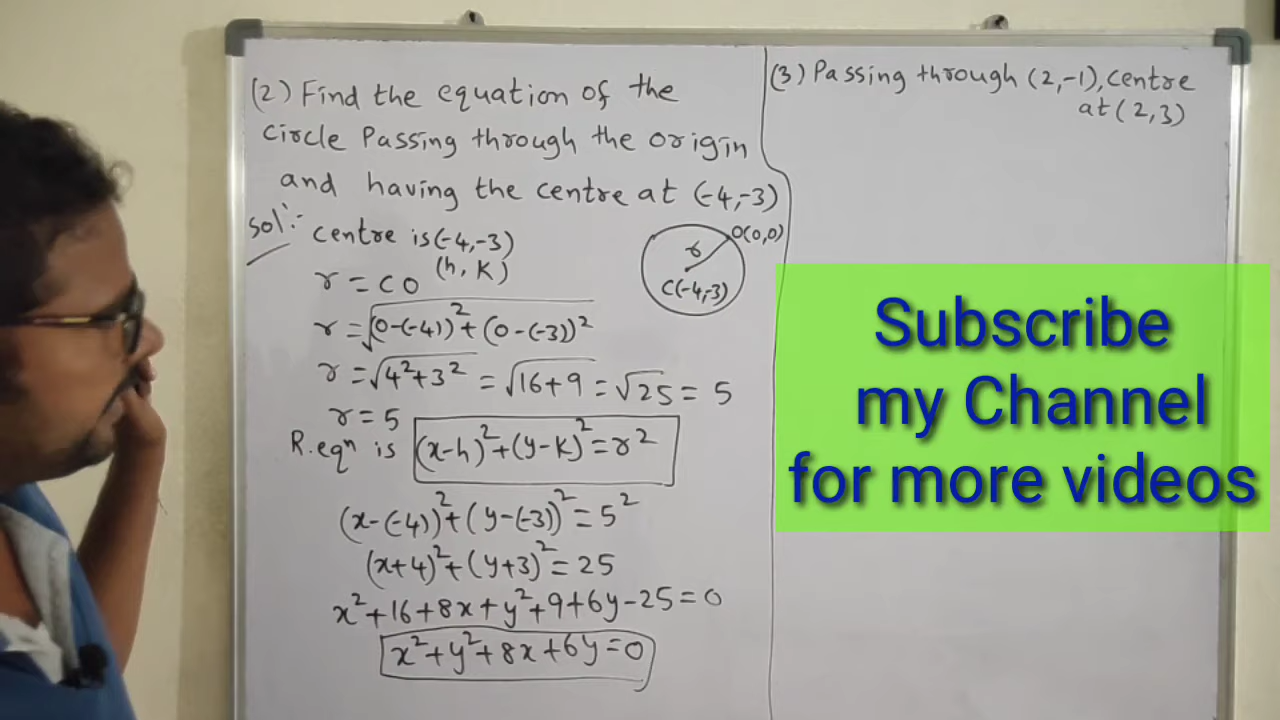 (2) Find the equation of the
Circle Passing through the origin
and having the centre at (-4,-3)
Sol':- centre is (-4,-3)
(h, k)
r = CO
r = √(0-(-4))²+(0-(-3))²
r = √4²+3² = √16+9 = √25 = 5
r = 5
R.eqⁿ is (x-h)²+(y-k)²=r²
(x-(-4))²+(y-(-3))²=5²
(x+4)²+(y+3)²=25
x²+16+8x+y²+9+6y-25=0
x²+y²+8x+6y=0
O(0,0)
r
C(-4,-3)
(3) Passing through (2,-1), Centre
at (2,3)
Subscribe
my Channel
for more videos